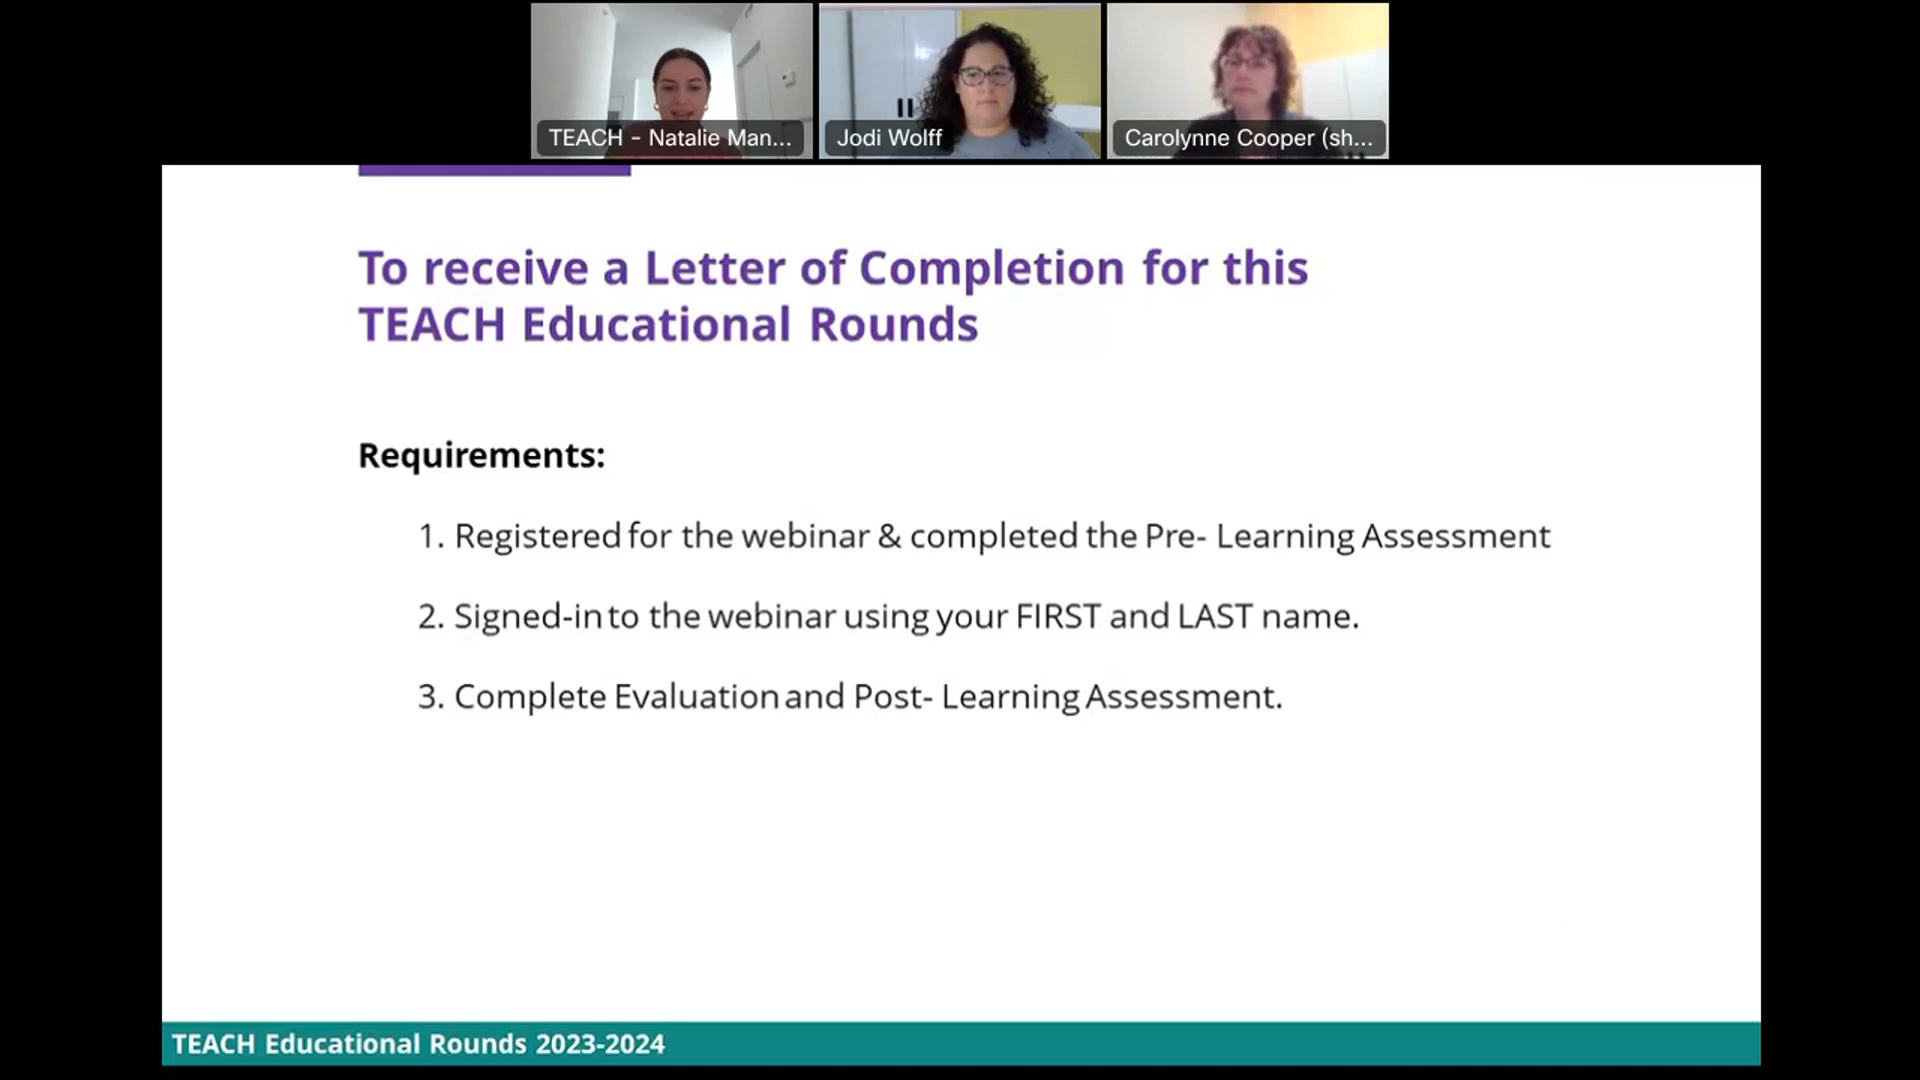 TEACH - Natalie Man...
Jodi Wolff
Carolynne Cooper (sh...
To receive a Letter of Completion for this
TEACH Educational Rounds
Requirements:
1. Registered for the webinar & completed the Pre- Learning Assessment
2. Signed-in to the webinar using your FIRST and LAST name.
3. Complete Evaluation and Post- Learning Assessment.
TEACH Educational Rounds 2023-2024